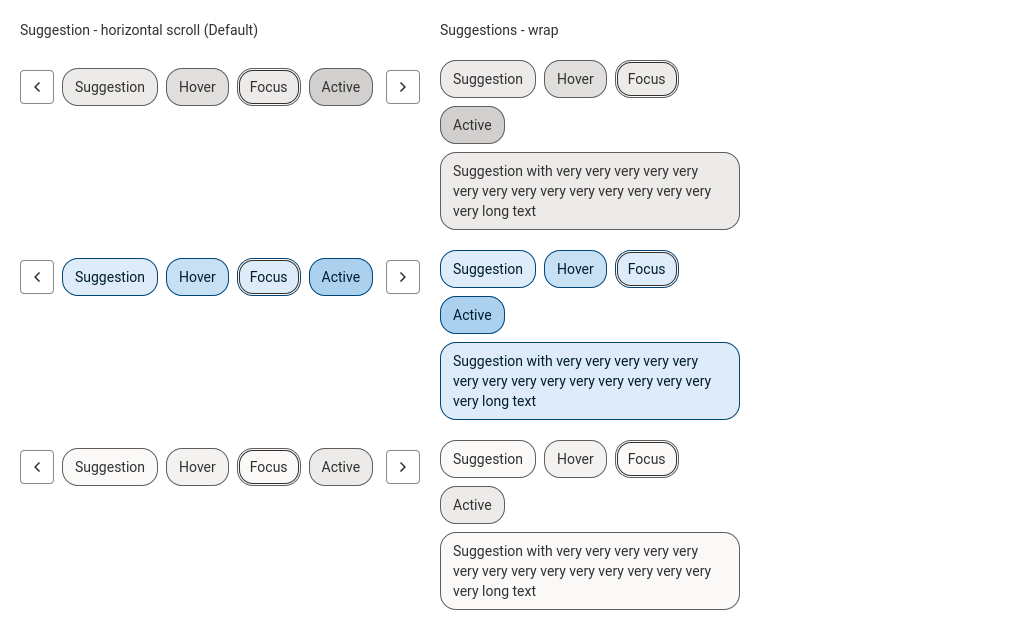 Suggestion - horizontal scroll (Default)
Suggestion Hover Focus Active
Suggestion Hover Focus Active
Suggestion Hover Focus Active
Suggestions - wrap
Suggestion Hover Focus
Active
Suggestion with very very very very very
very very very very very very very very very
very long text
Suggestion Hover Focus
Active
Suggestion with very very very very very
very very very very very very very very very
very long text
Suggestion Hover Focus
Active
Suggestion with very very very very very
very very very very very very very very very
very long text